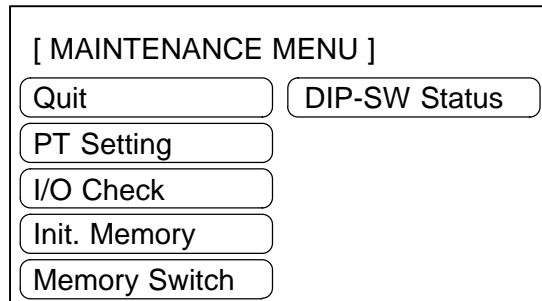 [ MAINTENANCE MENU ]
Quit DIP-SW Status
PT Setting
I/O Check
Init. Memory
Memory Switch